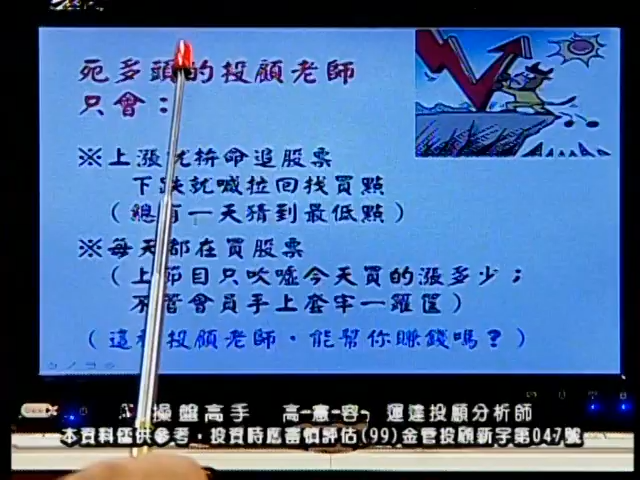 死多頭的投顧老師
只會：
※上漲就拚命追股票
下跌就喊拉回找買點
（總有一天猜到最低點）
※每天都在買股票
（上節目只吹噓今天買的漲多少；
不管會員手上套牢一籮筐）
（這種投顧老師，能幫你賺錢嗎？）
操盤高手 高憲容 運達投顧分析師
本資料僅供參考，投資時應審慎評估(99)金管投顧新字第047號